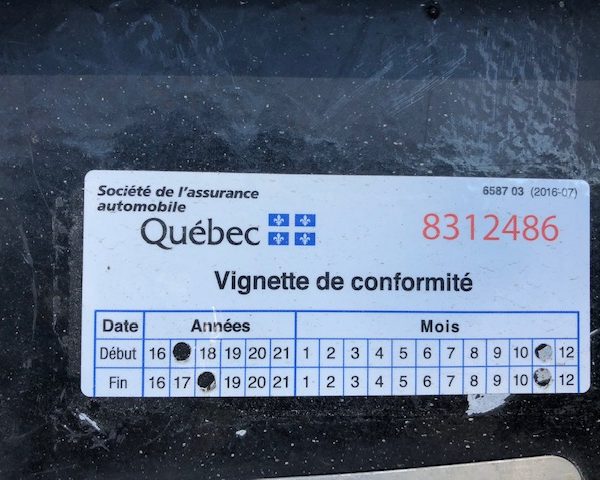 Société de l'assurance
automobile
Québec
6587 03 (2016-07)
8312486
Vignette de conformité
Date Années Mois
Début 16 18 19 20 21 1 2 3 4 5 6 7 8 9 10 12
Fin 16 17 19 20 21 1 2 3 4 5 6 7 8 9 10 12